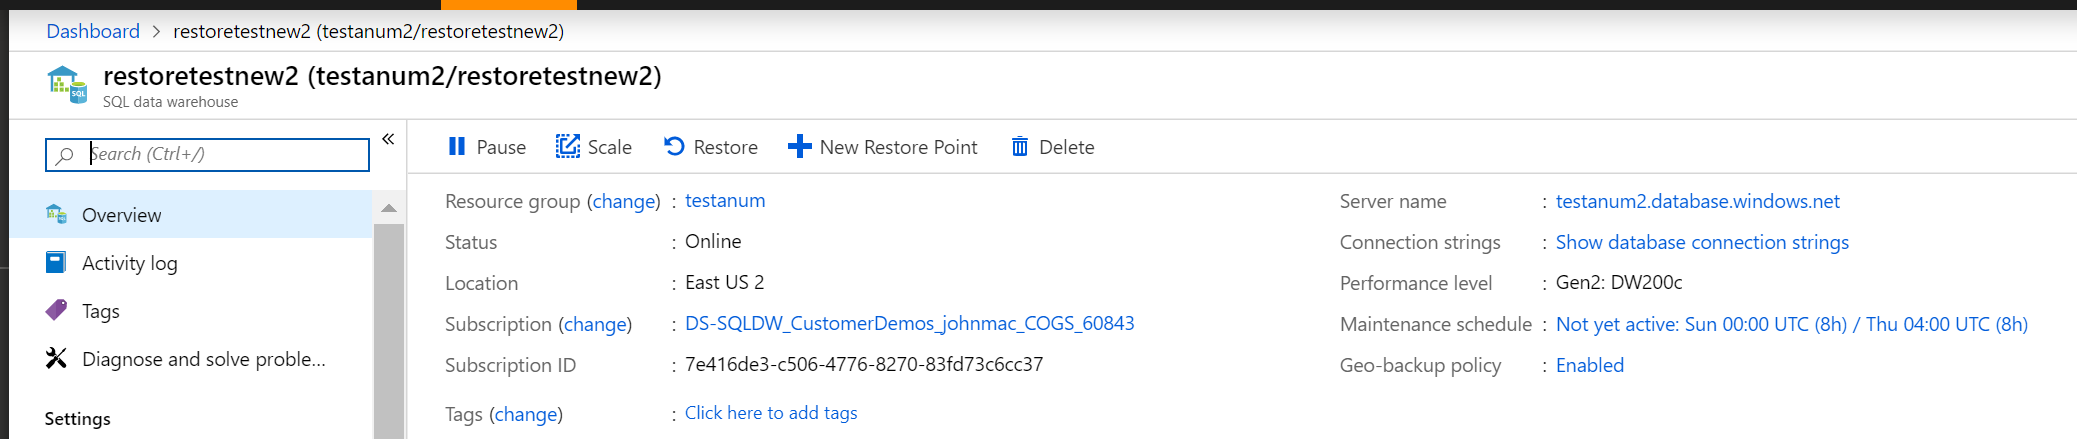 Dashboard > restoretestnew2 (testanum2/restoretestnew2)
restoretestnew2 (testanum2/restoretestnew2)
SQL data warehouse
SQL
Search (Ctrl+/)
«
Overview
Activity log
Tags
Diagnose and solve proble...
Settings
Pause Scale Restore New Restore Point Delete
Resource group (change) : testanum
Status : Online
Location : East US 2
Subscription (change) : DS-SQLDW_CustomerDemos_johnmac_COGS_60843
Subscription ID : 7e416de3-c506-4776-8270-83fd73c6cc37
Tags (change) : Click here to add tags
Server name : testanum2.database.windows.net
Connection strings : Show database connection strings
Performance level : Gen2: DW200c
Maintenance schedule : Not yet active: Sun 00:00 UTC (8h) / Thu 04:00 UTC (8h)
Geo-backup policy : Enabled